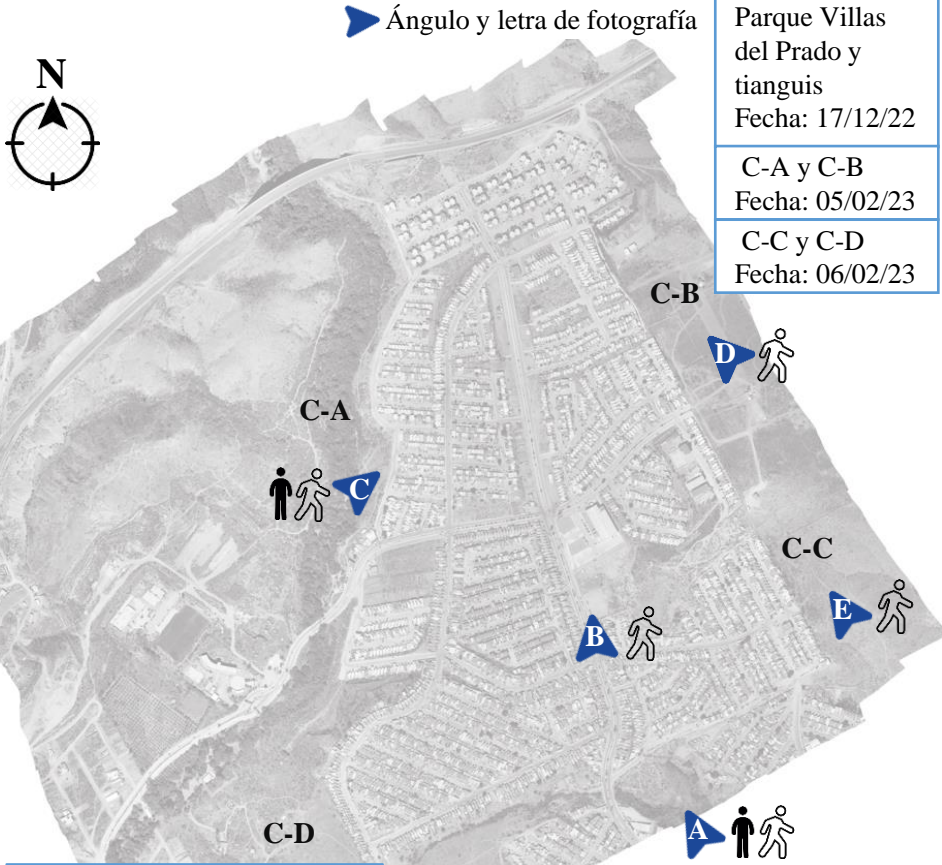 Ángulo y letra de fotografía
Parque Villas
del Prado y
tianguis
Fecha: 17/12/22
C-A y C-B
Fecha: 05/02/23
C-C y C-D
Fecha: 06/02/23
N
C-B
D
C-A
C
C-C
E
B
A
C-D